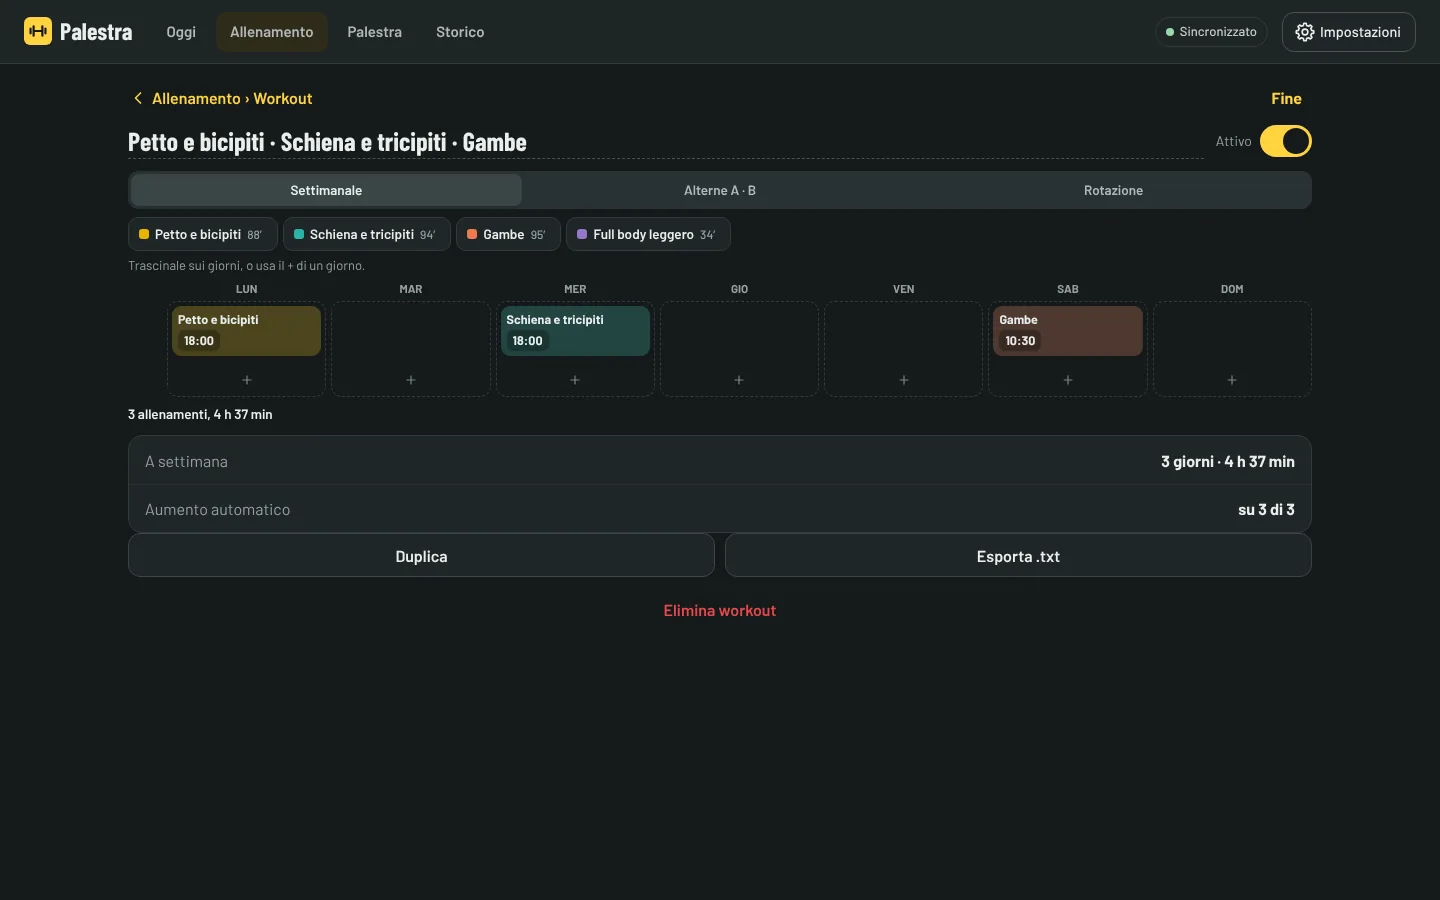 Palestra Oggi Allenamento Palestra Storico Sincronizzato Impostazioni
Allenamento › Workout Fine
Petto e bicipiti · Schiena e tricipiti · Gambe Attivo
Settimanale Alterne A · B Rotazione
Petto e bicipiti 88′ Schiena e tricipiti 94′ Gambe 95′ Full body leggero 34′
Trascinale sui giorni, o usa il + di un giorno.
LUN MAR MER GIO VEN SAB DOM
Petto e bicipiti Schiena e tricipiti Gambe
18:00 18:00 10:30
+ + + + + + +
3 allenamenti, 4 h 37 min
A settimana 3 giorni · 4 h 37 min
Aumento automatico su 3 di 3
Duplica Esporta .txt
Elimina workout